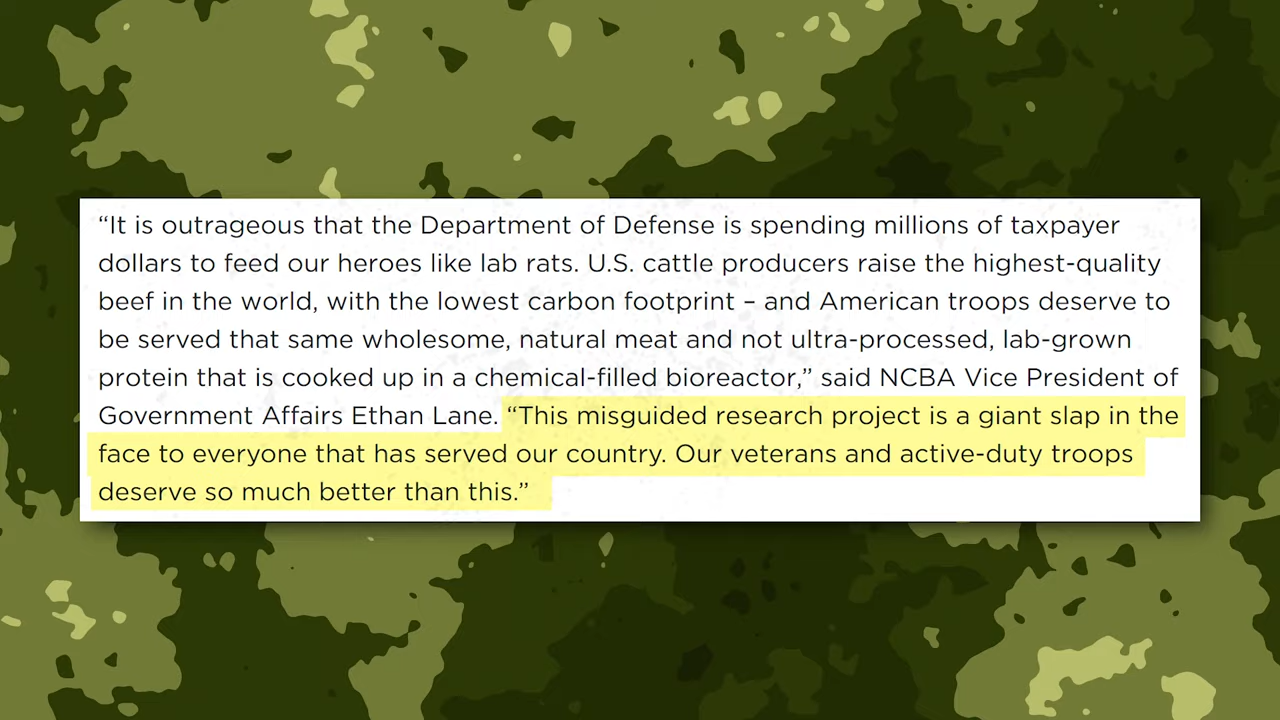 “It is outrageous that the Department of Defense is spending millions of taxpayer
dollars to feed our heroes like lab rats. U.S. cattle producers raise the highest-quality
beef in the world, with the lowest carbon footprint – and American troops deserve to
be served that same wholesome, natural meat and not ultra-processed, lab-grown
protein that is cooked up in a chemical-filled bioreactor,” said NCBA Vice President of
Government Affairs Ethan Lane. “This misguided research project is a giant slap in the
face to everyone that has served our country. Our veterans and active-duty troops
deserve so much better than this.”